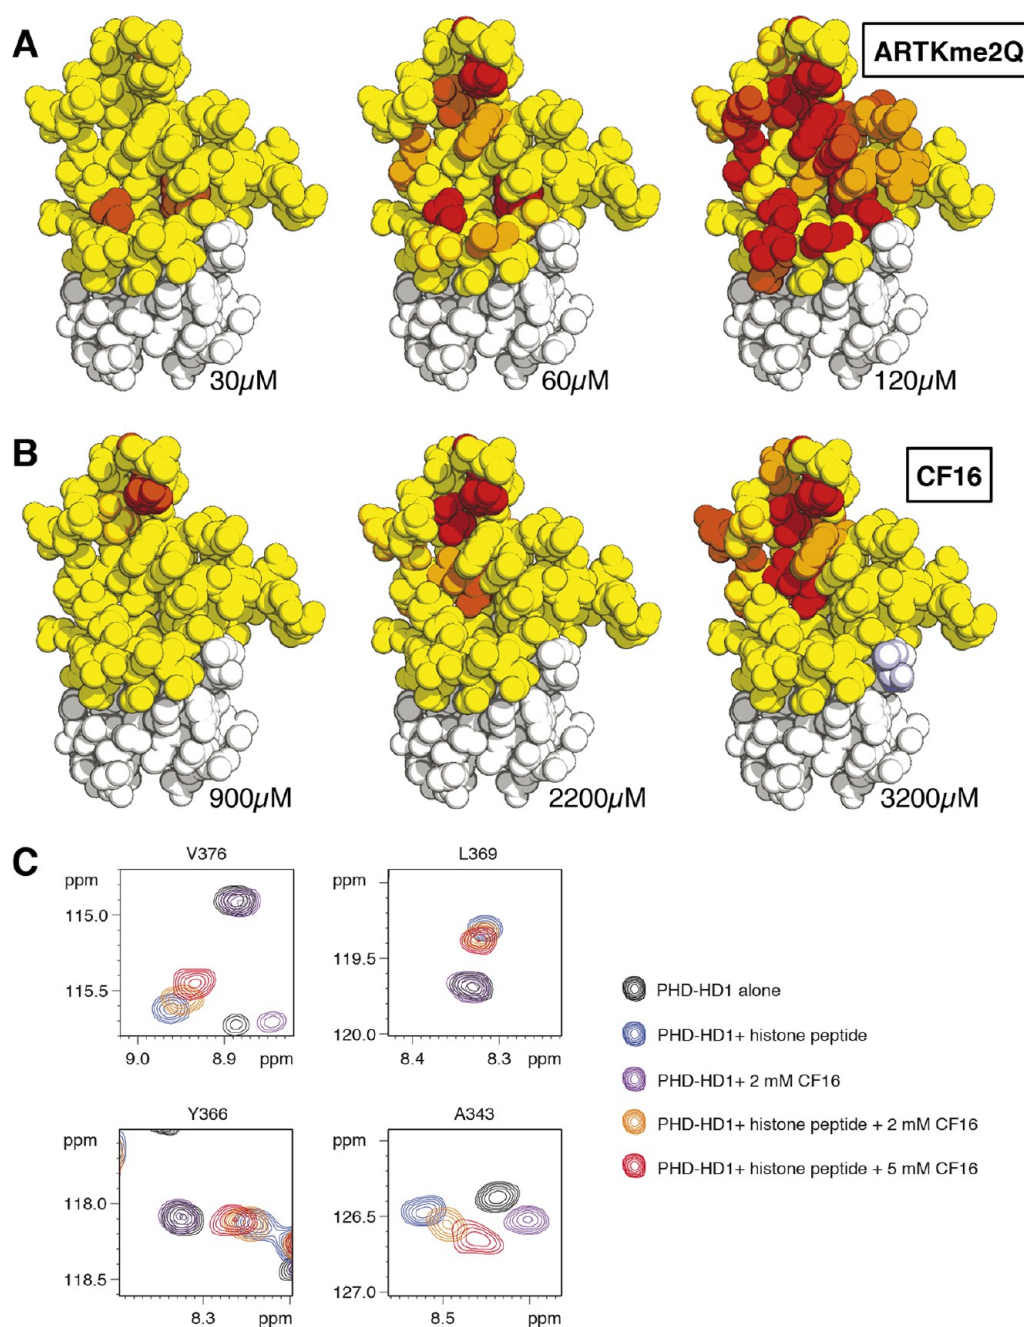 A
ARTKme2Q
30µM
60µM
120µM
B
CF16
900µM
2200µM
3200µM
C
V376
L369
ppm
ppm
115.0
115.5
119.5
120.0
9.0
8.9
ppm
8.4
8.3
ppm
Y366
A343
ppm
ppm
118.0
118.5
126.5
127.0
8.3
ppm
8.5
ppm
PHD-HD1 alone
PHD-HD1+ histone peptide
PHD-HD1+ 2 mM CF16
PHD-HD1+ histone peptide + 2 mM CF16
PHD-HD1+ histone peptide + 5 mM CF16